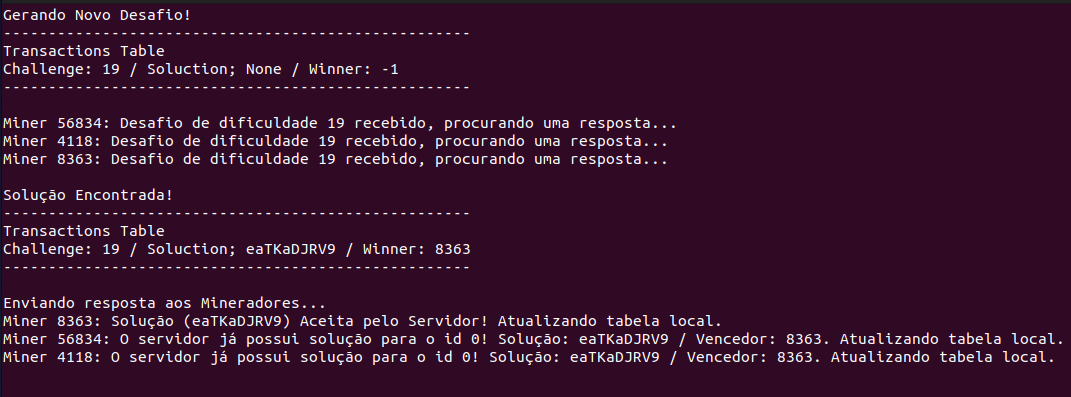 Gerando Novo Desafio!
----------------------------------------------------
Transactions Table
Challenge: 19 / Soluction; None / Winner: -1
----------------------------------------------------
Miner 56834: Desafio de dificuldade 19 recebido, procurando uma resposta...
Miner 4118: Desafio de dificuldade 19 recebido, procurando uma resposta...
Miner 8363: Desafio de dificuldade 19 recebido, procurando uma resposta...
Solução Encontrada!
----------------------------------------------------
Transactions Table
Challenge: 19 / Soluction; eaTKaDJRV9 / Winner: 8363
----------------------------------------------------
Enviando resposta aos Mineradores...
Miner 8363: Solução (eaTKaDJRV9) Aceita pelo Servidor! Atualizando tabela local.
Miner 56834: O servidor já possui solução para o id 0! Solução: eaTKaDJRV9 / Vencedor: 8363. Atualizando tabela local.
Miner 4118: O servidor já possui solução para o id 0! Solução: eaTKaDJRV9 / Vencedor: 8363. Atualizando tabela local.